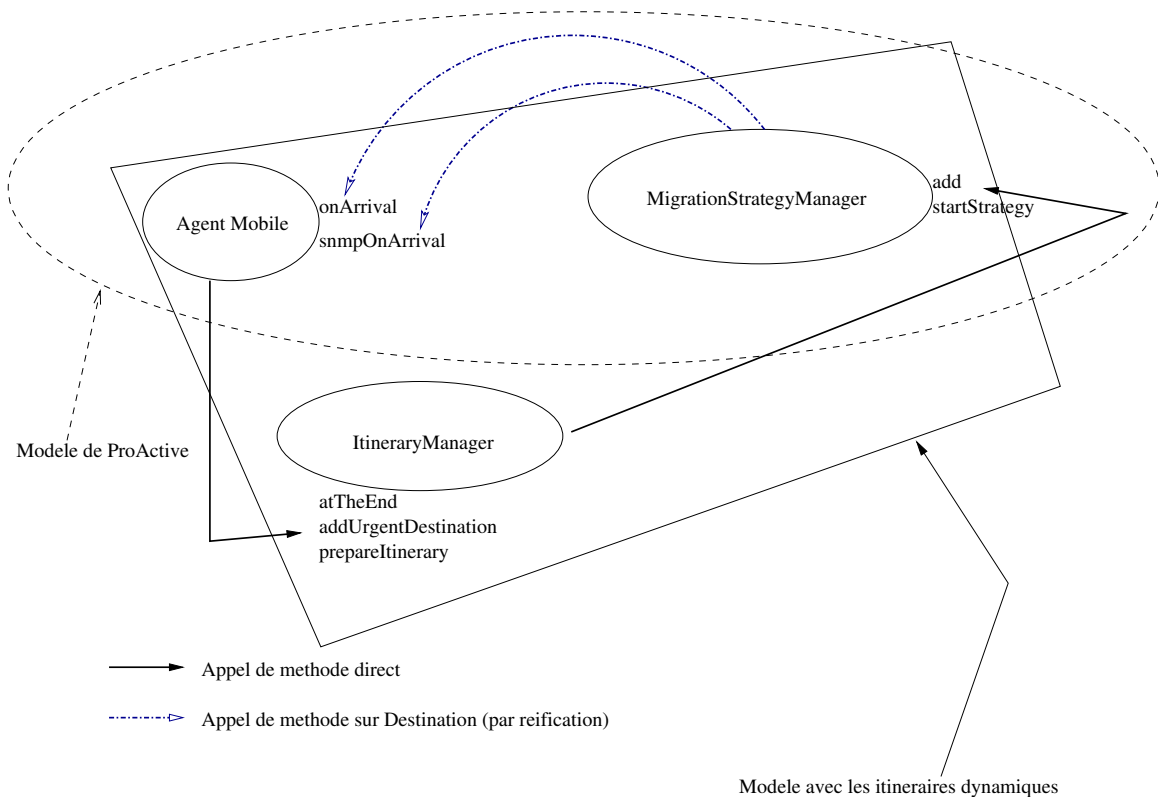 Agent Mobile
onArrival
snmpOnArrival
MigrationStrategyManager
add
startStrategy
Modele de ProActive
ItineraryManager
atTheEnd
addUrgentDestination
prepareItinerary
Appel de methode direct
Appel de methode sur Destination (par reification)
Modele avec les itineraires dynamiques